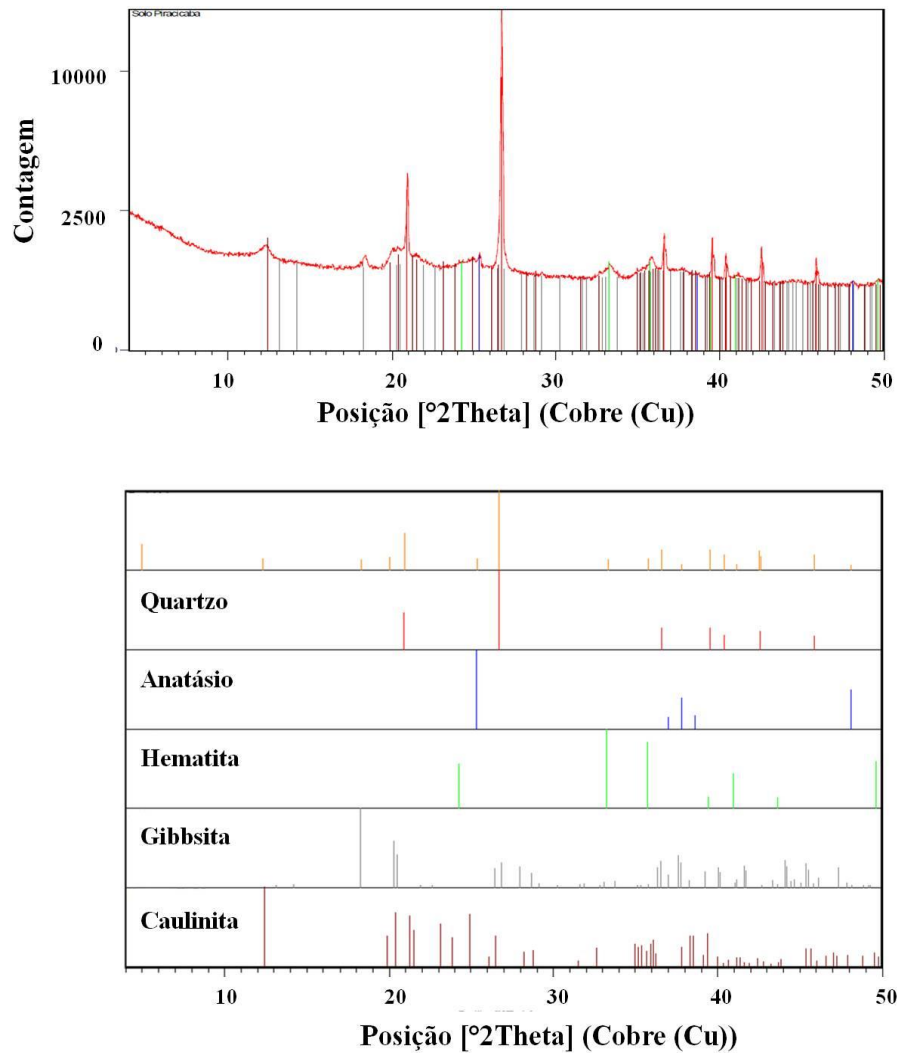 Solo Piracicaba
10000
2500
0
Contagem
10 20 30 40 50
Posição [°2Theta] (Cobre (Cu))
Quartzo
Anatásio
Hematita
Gibbsita
Caulinita
10 20 30 40 50
Posição [°2Theta] (Cobre (Cu))